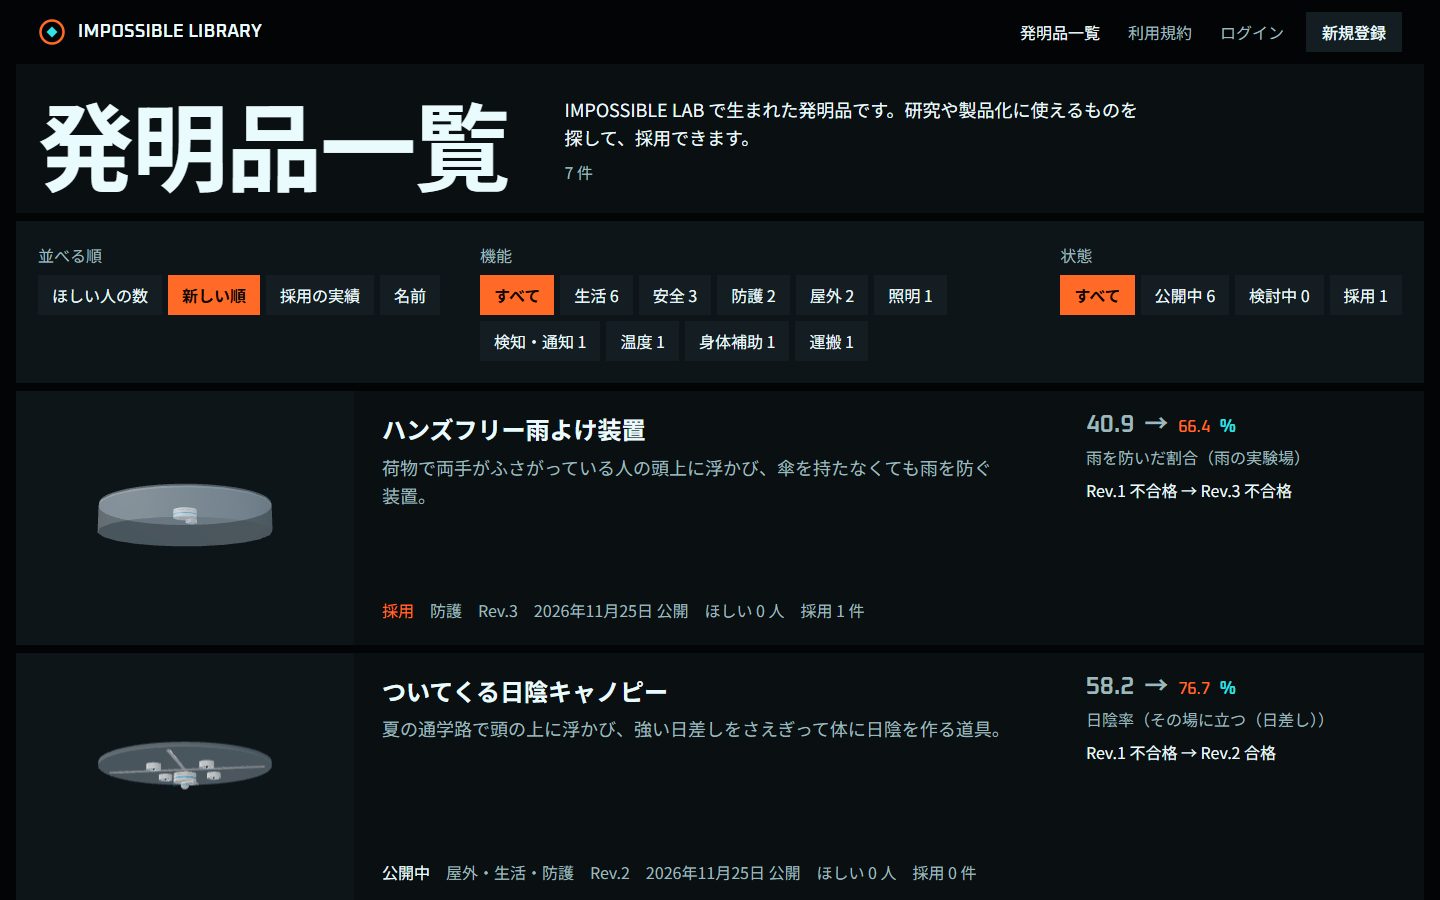 IMPOSSIBLE LIBRARY
発明品一覧 利用規約 ログイン 新規登録
発明品一覧
IMPOSSIBLE LAB で生まれた発明品です。研究や製品化に使えるものを
探して、採用できます。
7 件
並べる順
ほしい人の数 新しい順 採用の実績 名前
機能
すべて 生活 6 安全 3 防護 2 屋外 2 照明 1
検知・通知 1 温度 1 身体補助 1 運搬 1
状態
すべて 公開中 6 検討中 0 採用 1
ハンズフリー雨よけ装置
荷物で両手がふさがっている人の頭上に浮かび、傘を持たなくても雨を防ぐ
装置。
採用 防護 Rev.3 2026年11月25日 公開 ほしい 0 人 採用 1 件
40.9 → 66.4 %
雨を防いだ割合（雨の実験場）
Rev.1 不合格 → Rev.3 不合格
ついてくる日陰キャノピー
夏の通学路で頭の上に浮かび、強い日差しをさえぎって体に日陰を作る道具。
公開中 屋外・生活・防護 Rev.2 2026年11月25日 公開 ほしい 0 人 採用 0 件
58.2 → 76.7 %
日陰率（その場に立つ（日差し））
Rev.1 不合格 → Rev.2 合格